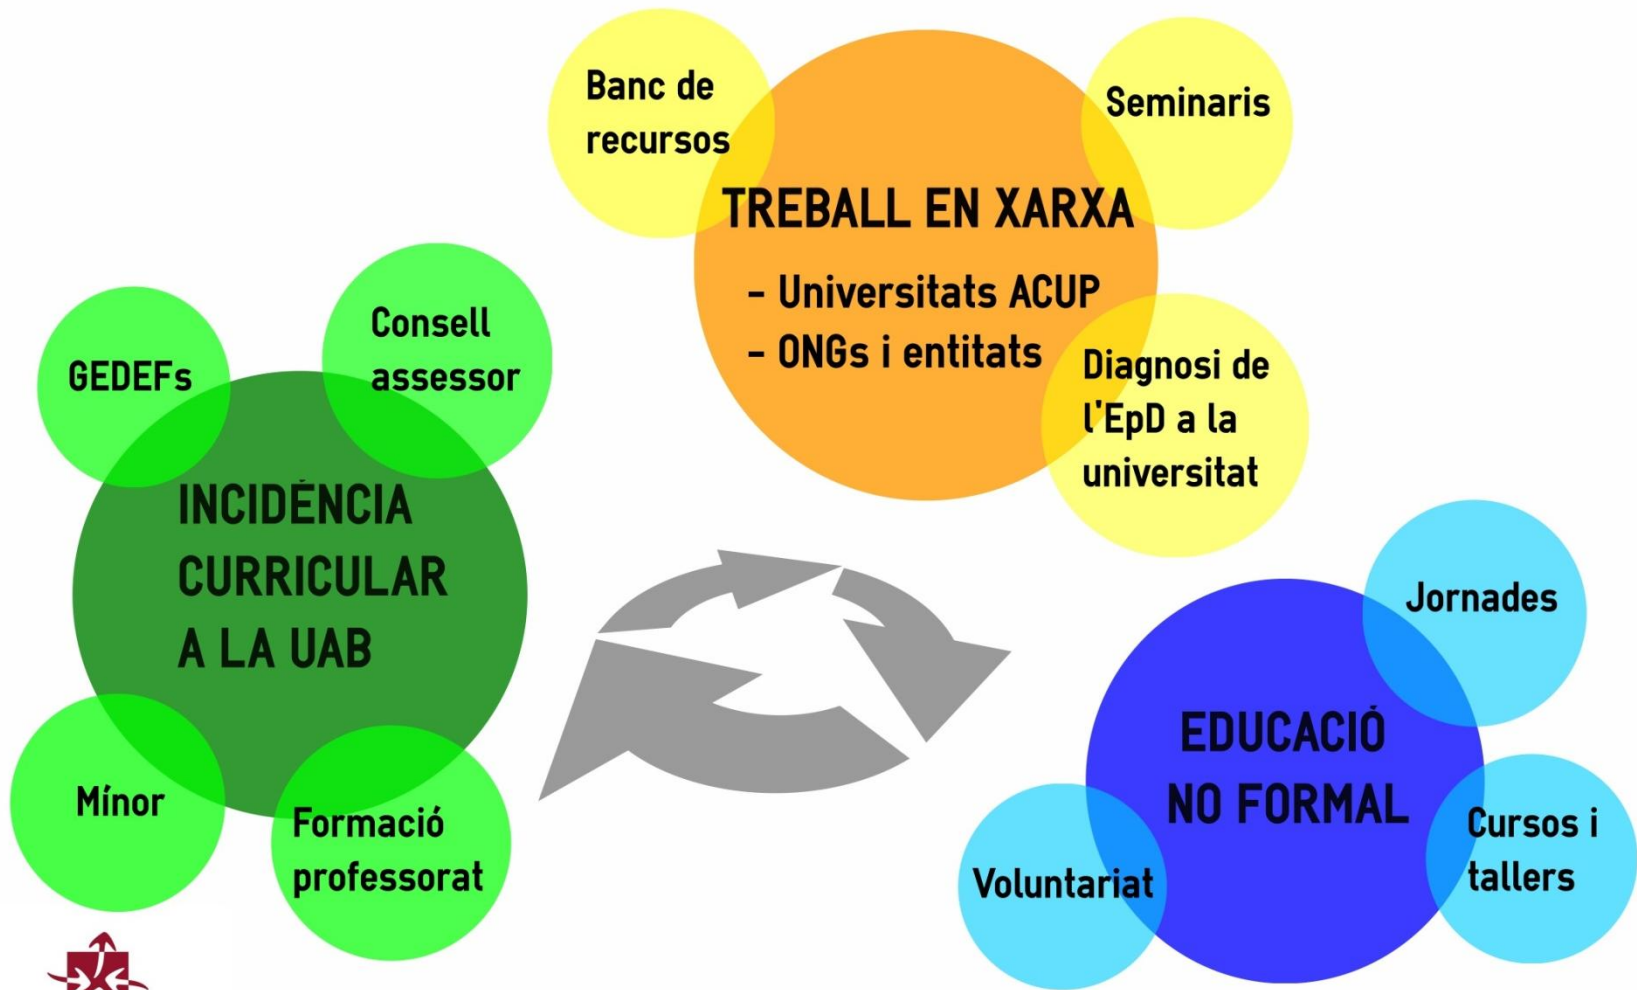 Banc de
recursos
Seminaris
TREBALL EN XARXA
- Universitats ACUP
- ONGs i entitats
Diagnosi de
l'EpD a la
universitat
GEDEFs
Consell
assessor
INCIDÈNCIA
CURRICULAR
A LA UAB
Mínor
Formació
professorat
Jornades
EDUCACIÓ
NO FORMAL
Voluntariat
Cursos i
tallers